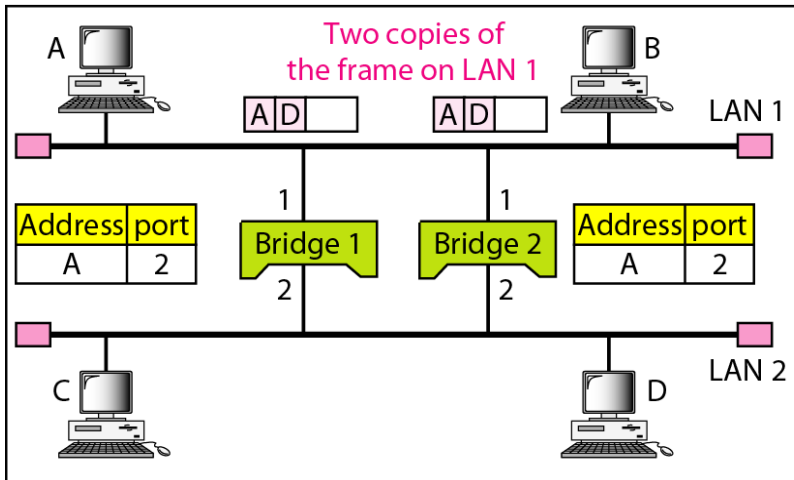 Two copies of
the frame on LAN 1
A
B
A D
A D
LAN 1
1
1
Address port
A 2
Bridge 1
Bridge 2
Address port
A 2
2
2
LAN 2
C
D